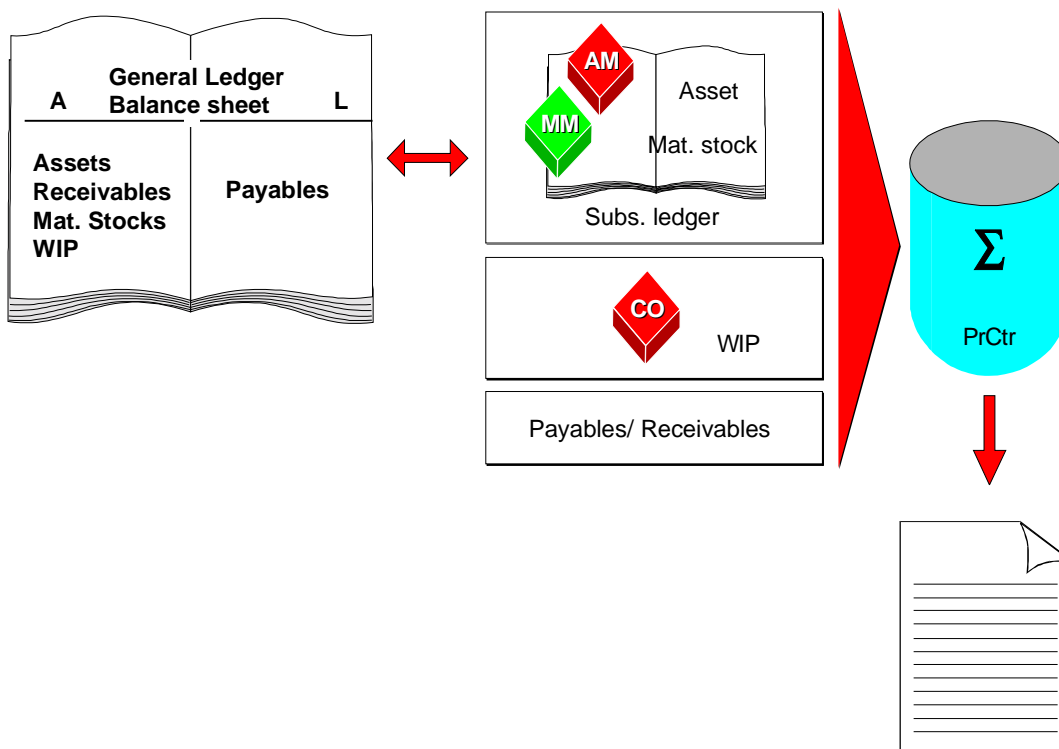 General Ledger
A Balance sheet L
Assets
Receivables
Mat. Stocks
WIP
Payables
AM
MM
Asset
Mat. stock
Subs. ledger
CO
WIP
Payables/ Receivables
Σ
PrCtr